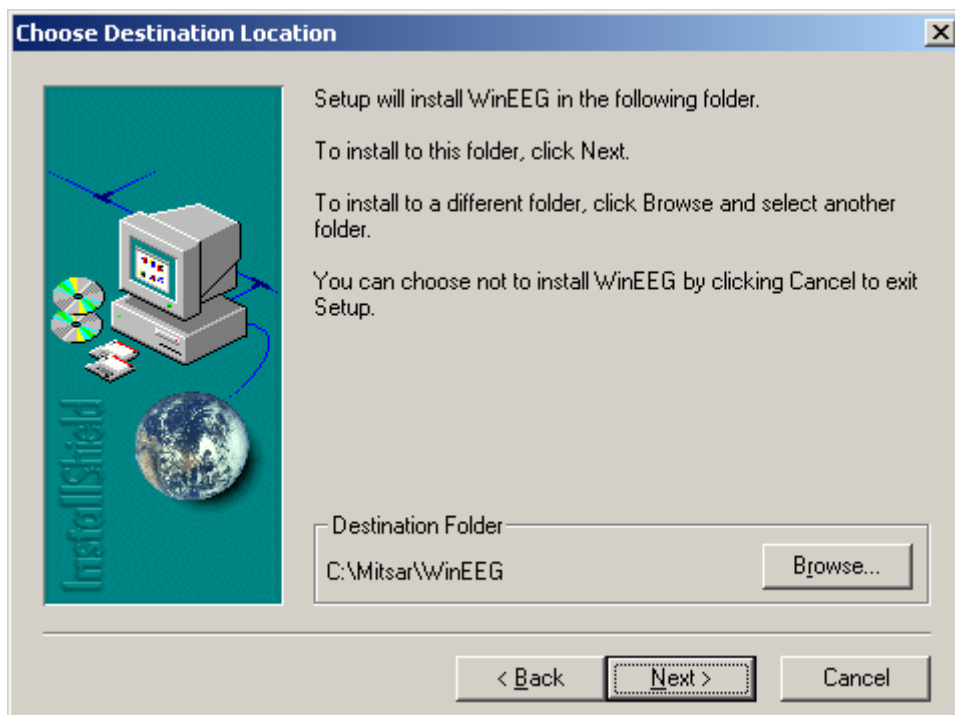 Choose Destination Location
Setup will install WinEEG in the following folder.
To install to this folder, click Next.
To install to a different folder, click Browse and select another
folder.
You can choose not to install WinEEG by clicking Cancel to exit
Setup.
InstallShield
Destination Folder
C:\Mitsar\WinEEG
Browse...
< Back
Next >
Cancel